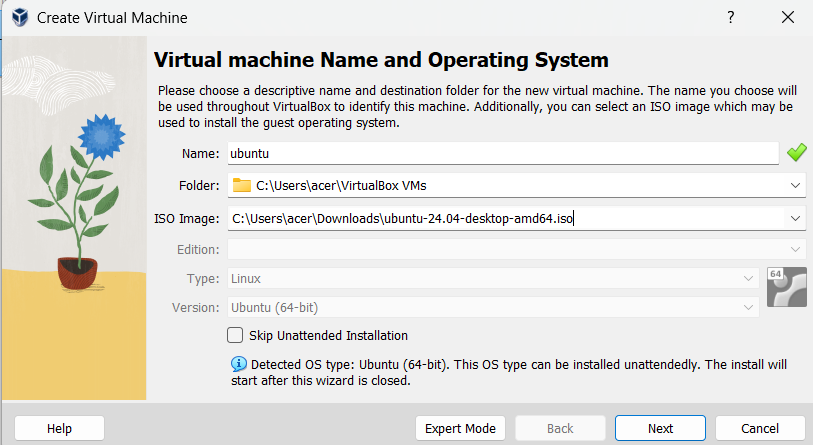 Create Virtual Machine
?
Virtual machine Name and Operating System
Please choose a descriptive name and destination folder for the new virtual machine. The name you choose will
be used throughout VirtualBox to identify this machine. Additionally, you can select an ISO image which may be
used to install the guest operating system.
Name: ubuntu
Folder: C:\Users\acer\VirtualBox VMs
ISO Image: C:\Users\acer\Downloads\ubuntu-24.04-desktop-amd64.iso
Edition:
Type: Linux
64
Version: Ubuntu (64-bit)
Skip Unattended Installation
Detected OS type: Ubuntu (64-bit). This OS type can be installed unattendedly. The install will
start after this wizard is closed.
Help Expert Mode Back Next Cancel